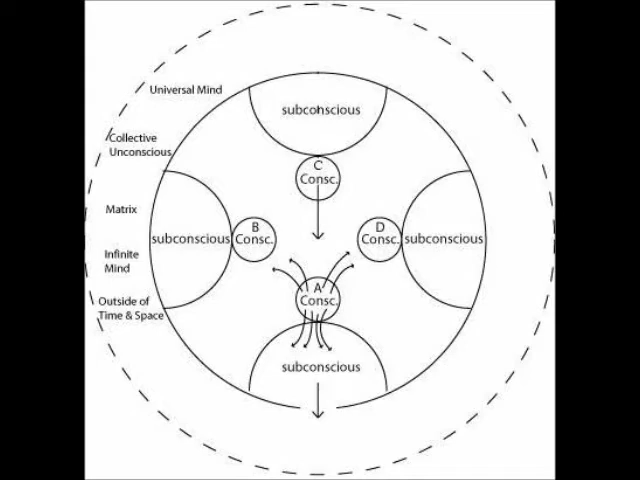 Universal Mind
subconscious
Collective
Unconscious
C
Consc.
Matrix
subconscious
B
Consc.
D
Consc.
subconscious
Infinite
Mind
A
Consc.
Outside of
Time & Space
subconscious